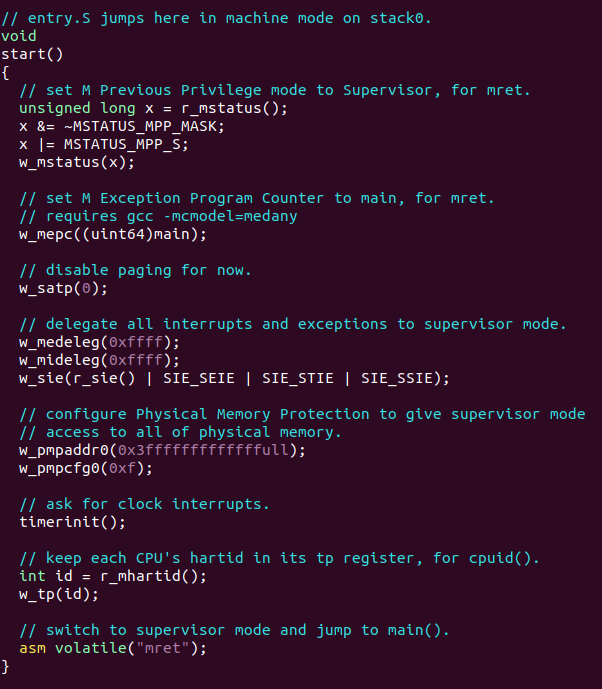 // entry.S jumps here in machine mode on stack0.
void
start()
{
  // set M Previous Privilege mode to Supervisor, for mret.
  unsigned long x = r_mstatus();
  x &= ~MSTATUS_MPP_MASK;
  x |= MSTATUS_MPP_S;
  w_mstatus(x);

  // set M Exception Program Counter to main, for mret.
  // requires gcc -mcmodel=medany
  w_mepc((uint64)main);

  // disable paging for now.
  w_satp(0);

  // delegate all interrupts and exceptions to supervisor mode.
  w_medeleg(0xffff);
  w_mideleg(0xffff);
  w_sie(r_sie() | SIE_SEIE | SIE_STIE | SIE_SSIE);

  // configure Physical Memory Protection to give supervisor mode
  // access to all of physical memory.
  w_pmpaddr0(0x3fffffffffffffull);
  w_pmpcfg0(0xf);

  // ask for clock interrupts.
  timerinit();

  // keep each CPU's hartid in its tp register, for cpuid().
  int id = r_mhartid();
  w_tp(id);

  // switch to supervisor mode and jump to main().
  asm volatile("mret");
}